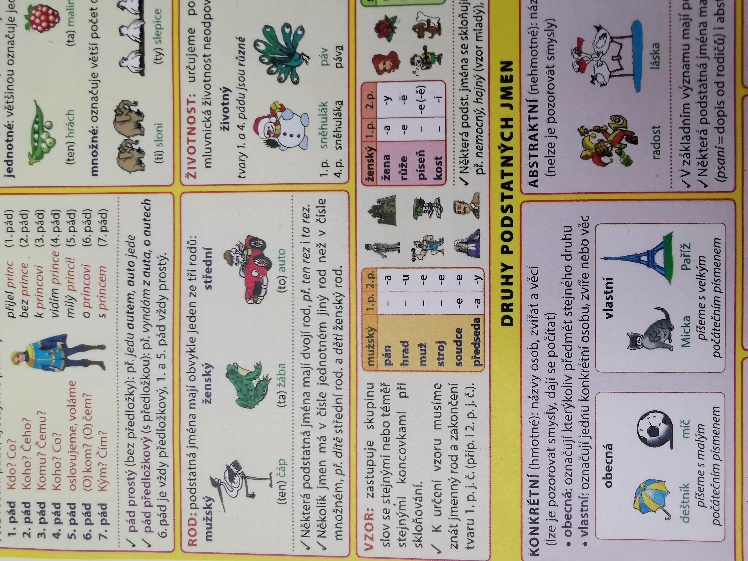 1. pád Kdo? Co? přijel princ (1. pád)
2. pád Koho? Čeho? bez prince (2. pád)
3. pád Komu? Čemu? k princovi (3. pád)
4. pád Koho? Co? vidím prince (4. pád)
5. pád oslovujeme, voláme milý princi! (5. pád)
6. pád (O) kom? (O) čem? o princovi (6. pád)
7. pád Kým? Čím? s princem (7. pád)
✓ pád prostý (bez předložky): př. jedu autem, auto jede
✓ pád předložkový (s předložkou): př. vyndám z auta, o autech
6. pád je vždy předložkový, 1. a 5. pád vždy prostý.
jednotné: většinou označuje
(ten) hrách
množné: označuje větší počet
(ti) sloni
(ty) slepice
ROD: podstatná jména mají obvykle jeden ze tří rodů:
mužský ženský střední
(ten) čáp (ta) žába (to) auto
✓ Některá podstatná jména mají dvojí rod, př. ten rez i ta rez.
✓ Několik jmen má v čísle jednotném jiný rod než v čísle
množném, př. dítě střední rod, a děti ženský rod.
ŽIVOTNOST: určujeme
mluvnická životnost
životný
tvary 1. a 4. pádu jsou různé
1. p. sněhulák páv
4. p. sněhuláka páva
VZOR: zastupuje skupinu
slov se stejnými nebo téměř
stejnými koncovkami při
skloňování.
✓ K určení vzoru musíme
znát jmenný rod a zakončení
tvaru 1. p. j. č. (příp. i 2. p. j. č.).
mužský 1. p. 2. p.
pán – -a
hrad – -u
muž – -e
stroj – -e
soudce -e -e
předseda -a -y
ženský 1. p. 2. p.
žena -a -y
růže -e -e
píseň – -e (-ě)
kost – -i
✓ Některá podst. jména se skloňují
př. nemocný, hajný (vzor mladý).
DRUHY PODSTATNÝCH JMEN
KONKRÉTNÍ (hmotné): názvy osob, zvířat a věcí
(lze je pozorovat smysly, dají se počítat)
• obecná: označují kterýkoliv předmět stejného druhu
• vlastní: označují jednu konkrétní osobu, zvíře nebo věc
obecná
deštník míč
píšeme s malým
počátečním písmenem
vlastní
Micka Paříž
píšeme s velkým
počátečním písmenem
ABSTRAKTNÍ (nehmotné):
(nelze je pozorovat smysly)
radost láska
✓ V základním významu mají
✓ Některá podstatná jména
(psaní = dopis od rodičů) i